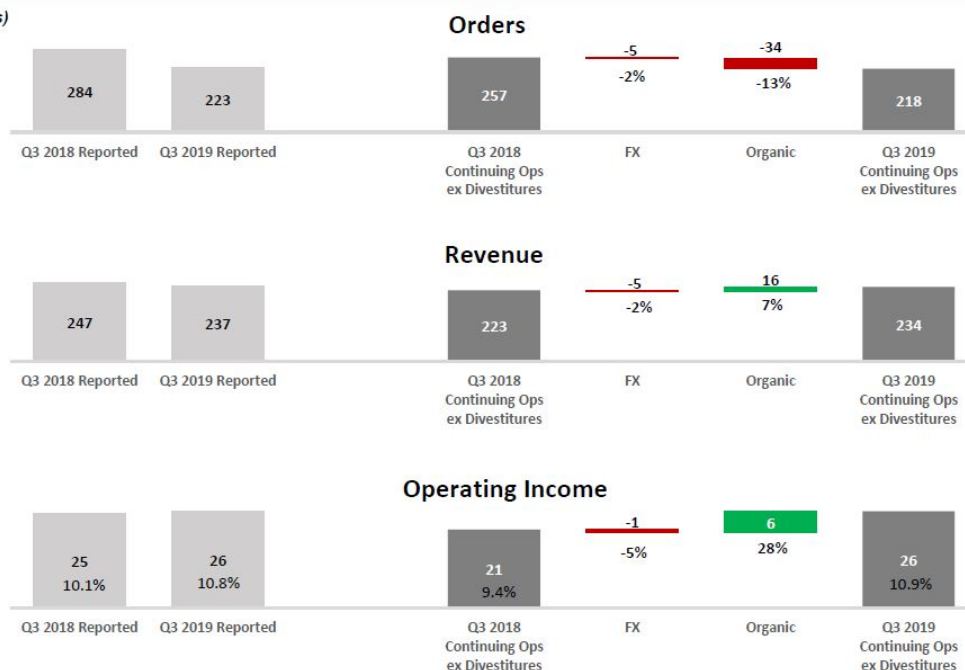 s)
Orders
284
223
257
-5
-2%
-34
-13%
218
Q3 2018 Reported
Q3 2019 Reported
Q3 2018
Continuing Ops
ex Divestitures
FX
Organic
Q3 2019
Continuing Ops
ex Divestitures
Revenue
247
237
223
-5
-2%
16
7%
234
Q3 2018 Reported
Q3 2019 Reported
Q3 2018
Continuing Ops
ex Divestitures
FX
Organic
Q3 2019
Continuing Ops
ex Divestitures
Operating Income
25
10.1%
26
10.8%
21
9.4%
-1
-5%
6
28%
26
10.9%
Q3 2018 Reported
Q3 2019 Reported
Q3 2018
Continuing Ops
ex Divestitures
FX
Organic
Q3 2019
Continuing Ops
ex Divestitures